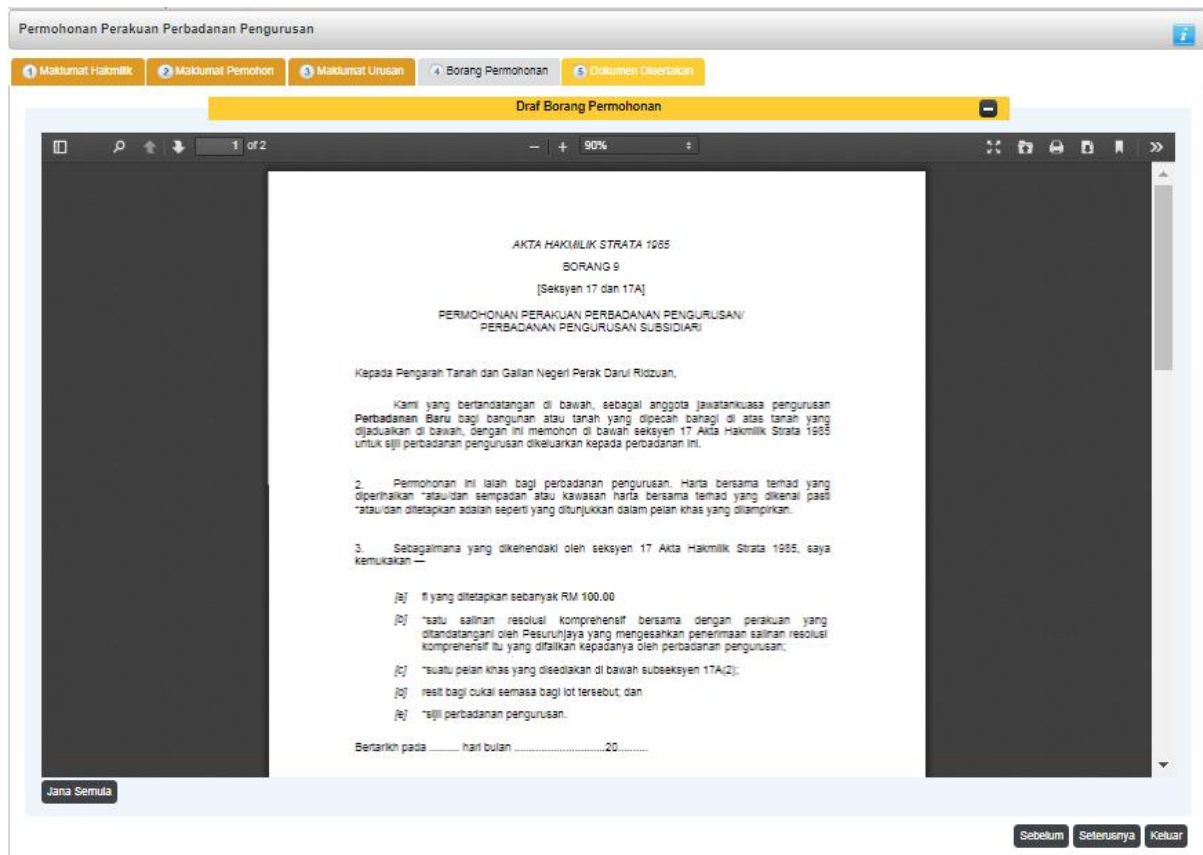 Permohonan Perakuan Perbadanan Pengurusan
i
1 Maklumat Hakmilik
2 Maklumat Pemohon
3 Maklumat Urusan
4 Borang Permohonan
5 Dokumen Disertakan
Draf Borang Permohonan
1 of 2
90%
AKTA HAKMILIK STRATA 1985
BORANG 9
[Seksyen 17 dan 17A]
PERMOHONAN PERAKUAN PERBADANAN PENGURUSAN/
PERBADANAN PENGURUSAN SUBSIDIARI
Kepada Pengarah Tanah dan Galian Negeri Perak Darul Ridzuan,
Kami yang bertandatangan di bawah, sebagai anggota jawatankuasa pengurusan
Perbadanan Baru bagi bangunan atau tanah yang dipecah bahagi di atas tanah yang
dijadualkan di bawah, dengan ini memohon di bawah seksyen 17 Akta Hakmilik Strata 1985
untuk sijil perbadanan pengurusan dikeluarkan kepada perbadanan ini.
2. Permohonan ini ialah bagi perbadanan pengurusan. Harta bersama terhad yang
diperihalkan *atau/dan sempadan atau kawasan harta bersama terhad yang dikenal pasti
*atau/dan ditetapkan adalah seperti yang ditunjukkan dalam pelan khas yang dilampirkan.
3. Sebagaimana yang dikehendaki oleh seksyen 17 Akta Hakmilik Strata 1985, saya
kemukakan —
[a] fi yang ditetapkan sebanyak RM 100.00
[b] *satu salinan resolusi komprehensif bersama dengan perakuan yang
ditandatangani oleh Pesuruhjaya yang mengesahkan penerimaan salinan resolusi
komprehensif itu yang difailkan kepadanya oleh perbadanan pengurusan;
[c] *suatu pelan khas yang disediakan di bawah subseksyen 17A(2);
[d] resit bagi cukai semasa bagi lot tersebut; dan
[e] *sijil perbadanan pengurusan.
Bertarikh pada .......... hari bulan ..............................20..........
Jana Semula
Sebelum
Seterusnya
Keluar